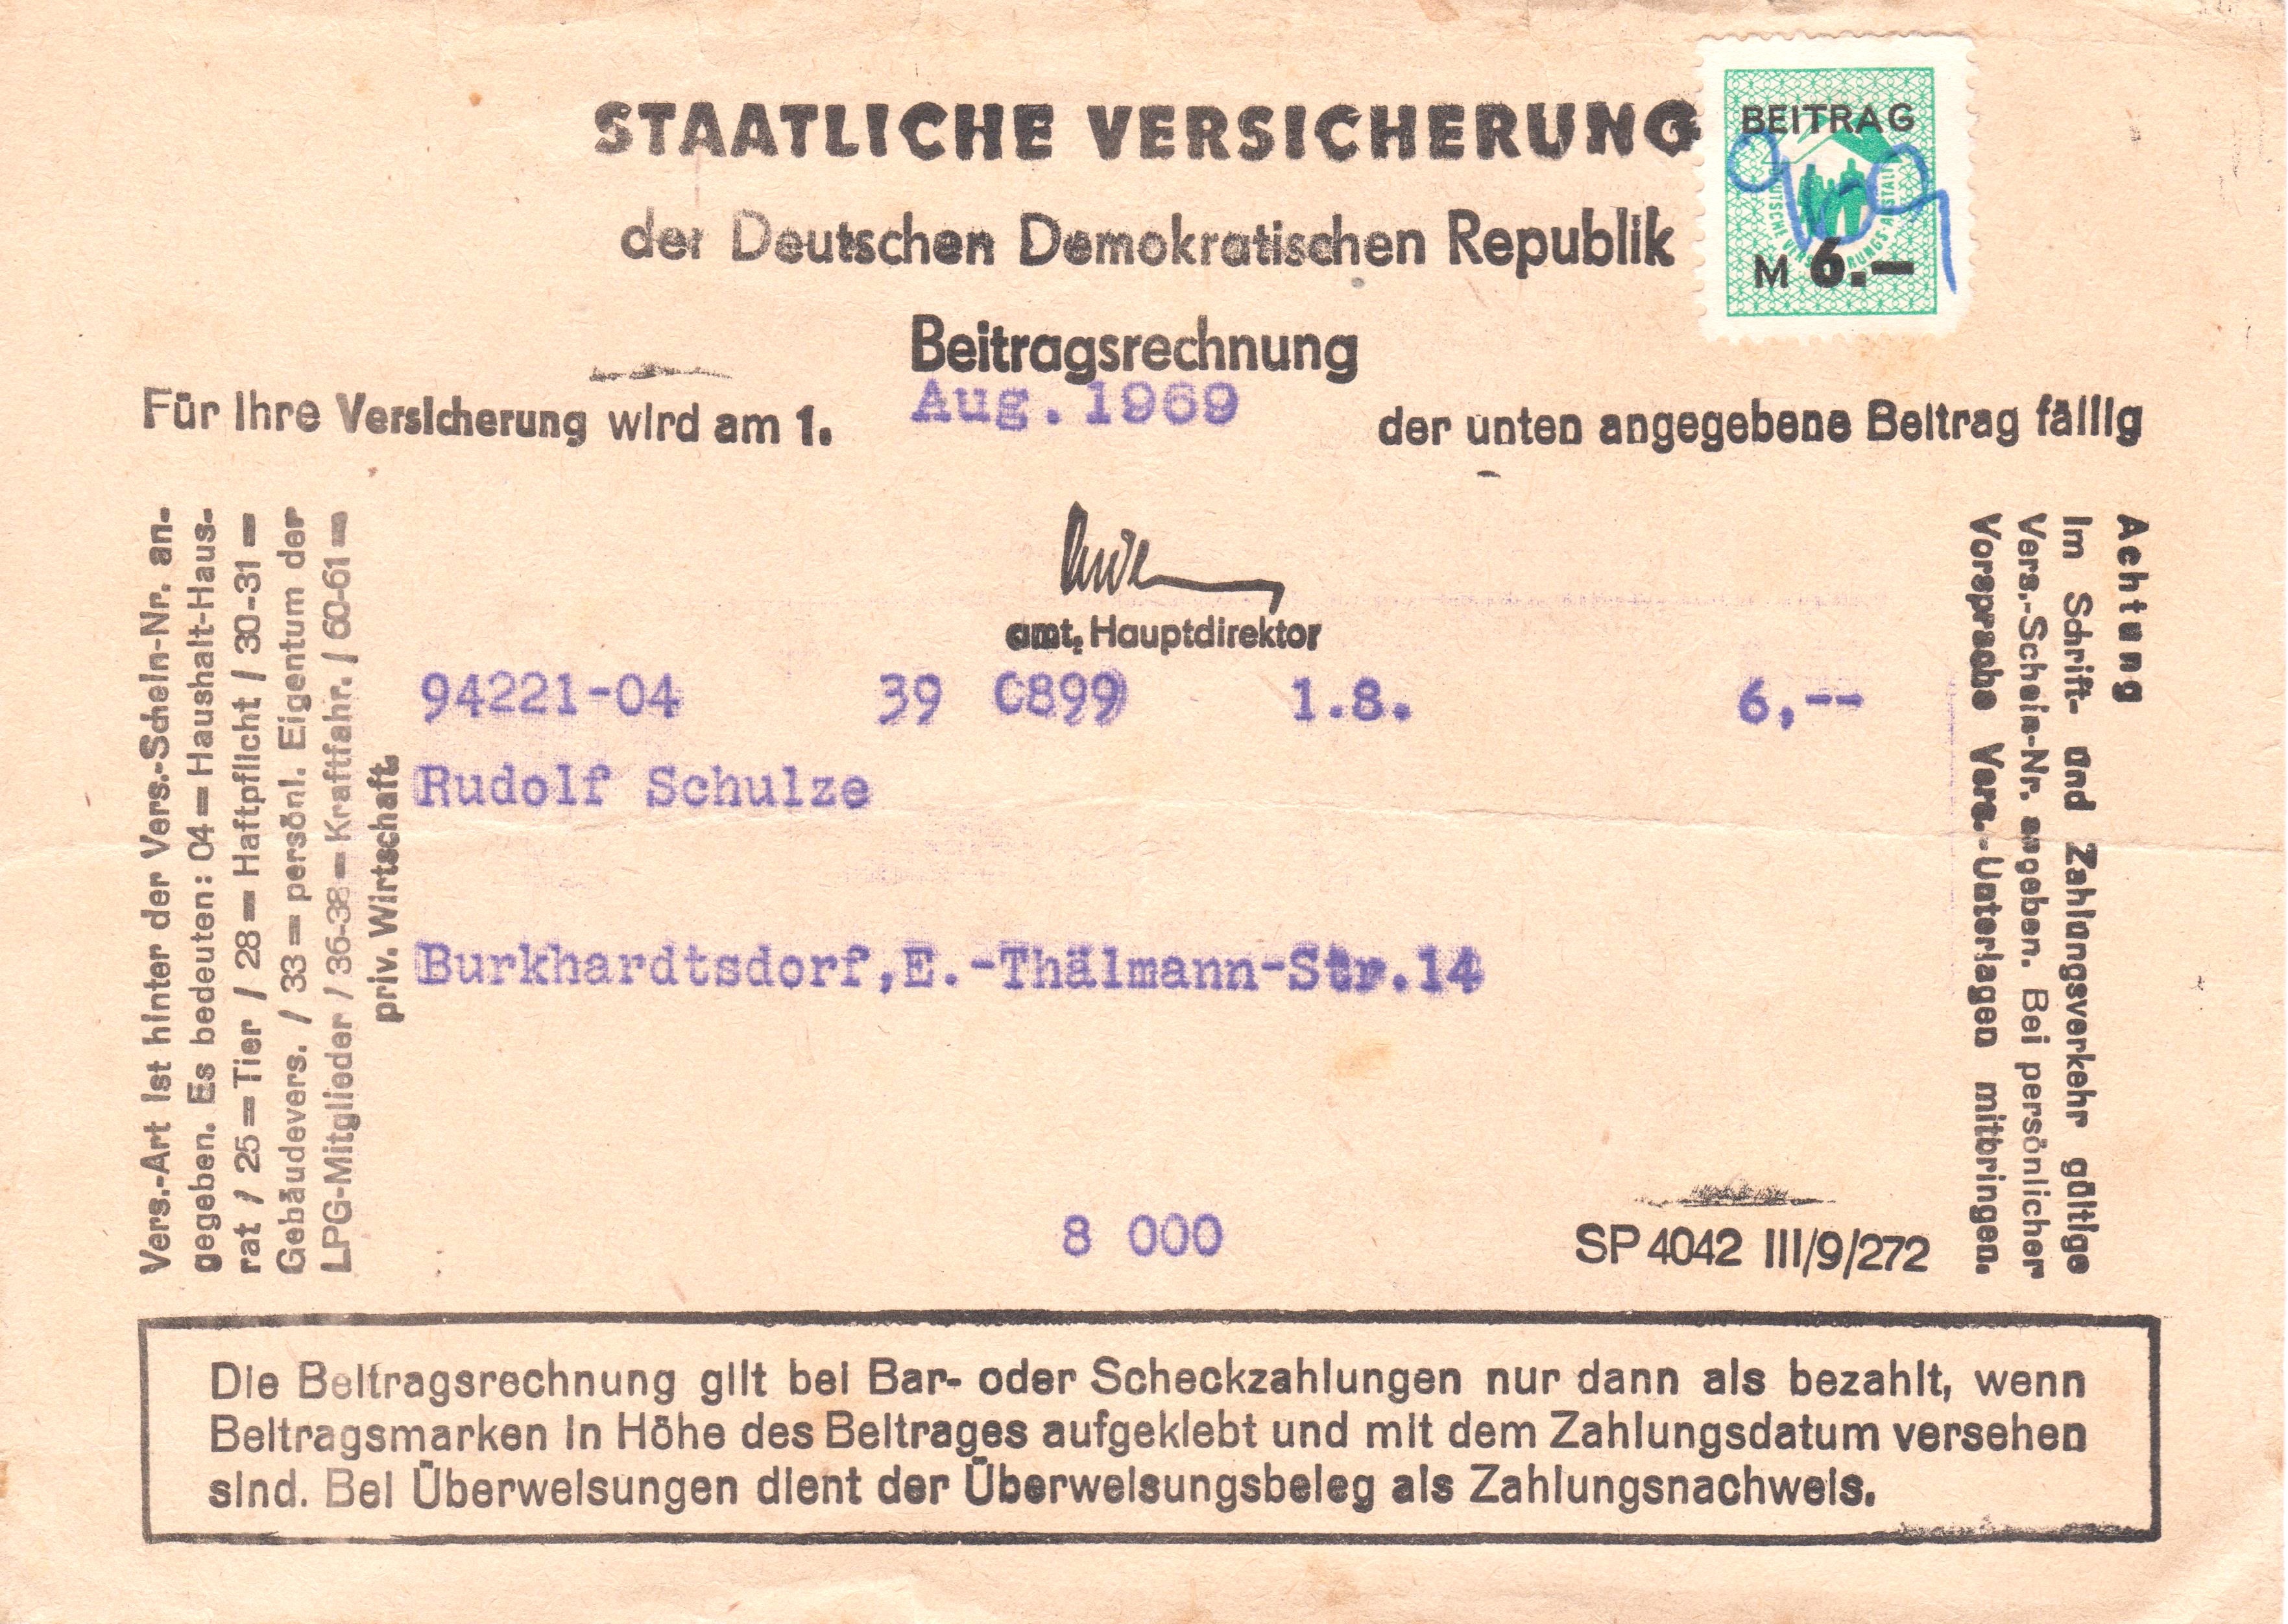 STAATLICHE VERSICHERUNG
der Deutschen Demokratischen Republik
BEITRAG
DEUTSCHE VERSICHERUNGS-ANSTALT
M 6.—
Beitragsrechnung
Für Ihre Versicherung wird am 1. Aug. 1969 der unten angegebene Beitrag fällig
amt. Hauptdirektor
Vers.-Art ist hinter der Vers.-Schein-Nr. an-
gegeben. Es bedeuten: 04 = Haushalt-Haus-
rat / 25 = Tier / 28 = Haftpflicht / 30-31 =
Gebäudevers. / 33 = persönl. Eigentum der
LPG-Mitglieder / 36-38 = Kraftfahr. / 60-61 =
priv. Wirtschaft.
94221-04 39 0899 1.8. 6,--
Rudolf Schulze
Burkhardtsdorf,E.-Thälmann-Str.14
8 000
SP 4042 III/9/272
Achtung
Im Schrift- und Zahlungsverkehr gültige
Vers.-Schein-Nr. angeben. Bei persönlicher
Vorsprache Vers.-Unterlagen mitbringen.
Die Beitragsrechnung gilt bei Bar- oder Scheckzahlungen nur dann als bezahlt, wenn
Beitragsmarken in Höhe des Beitrages aufgeklebt und mit dem Zahlungsdatum versehen
sind. Bei Überweisungen dient der Überweisungsbeleg als Zahlungsnachweis.